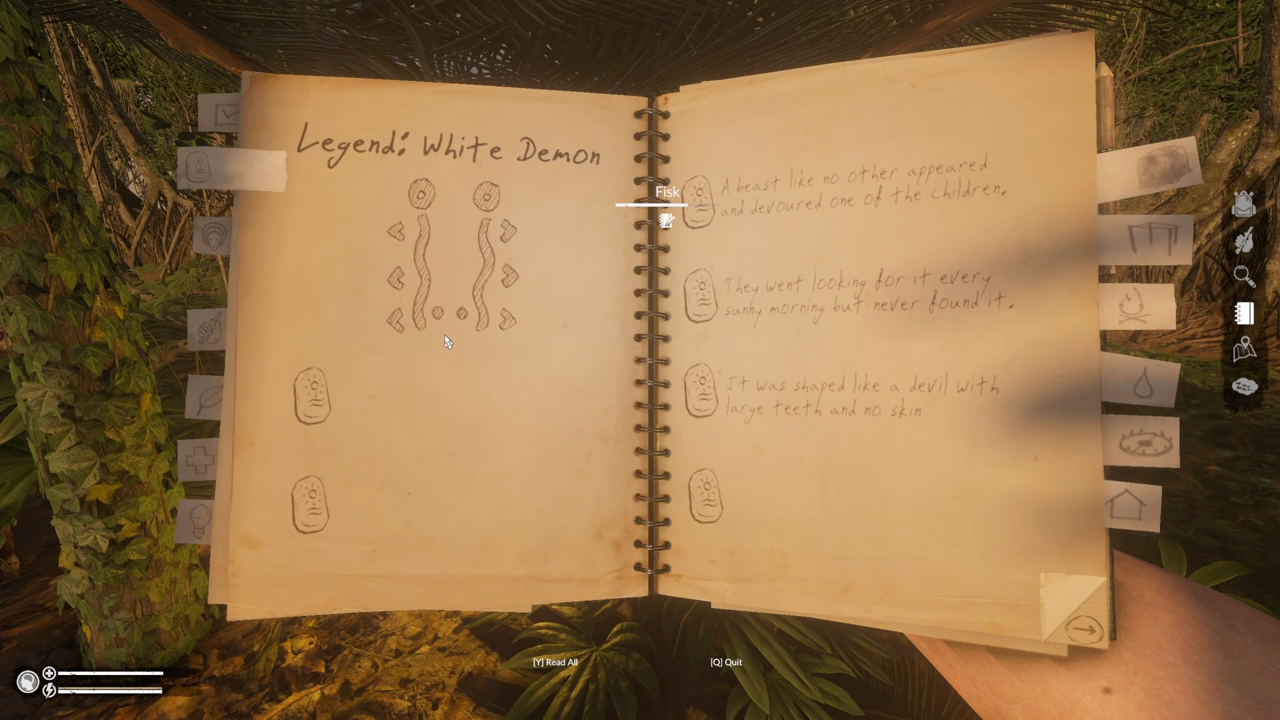 Legend: White Demon
Fisk
A beast like no other appeared
and devoured one of the children.
They went looking for it every
sunny morning but never found it.
It was shaped like a devil with
large teeth and no skin
[Y] Read All
[Q] Quit